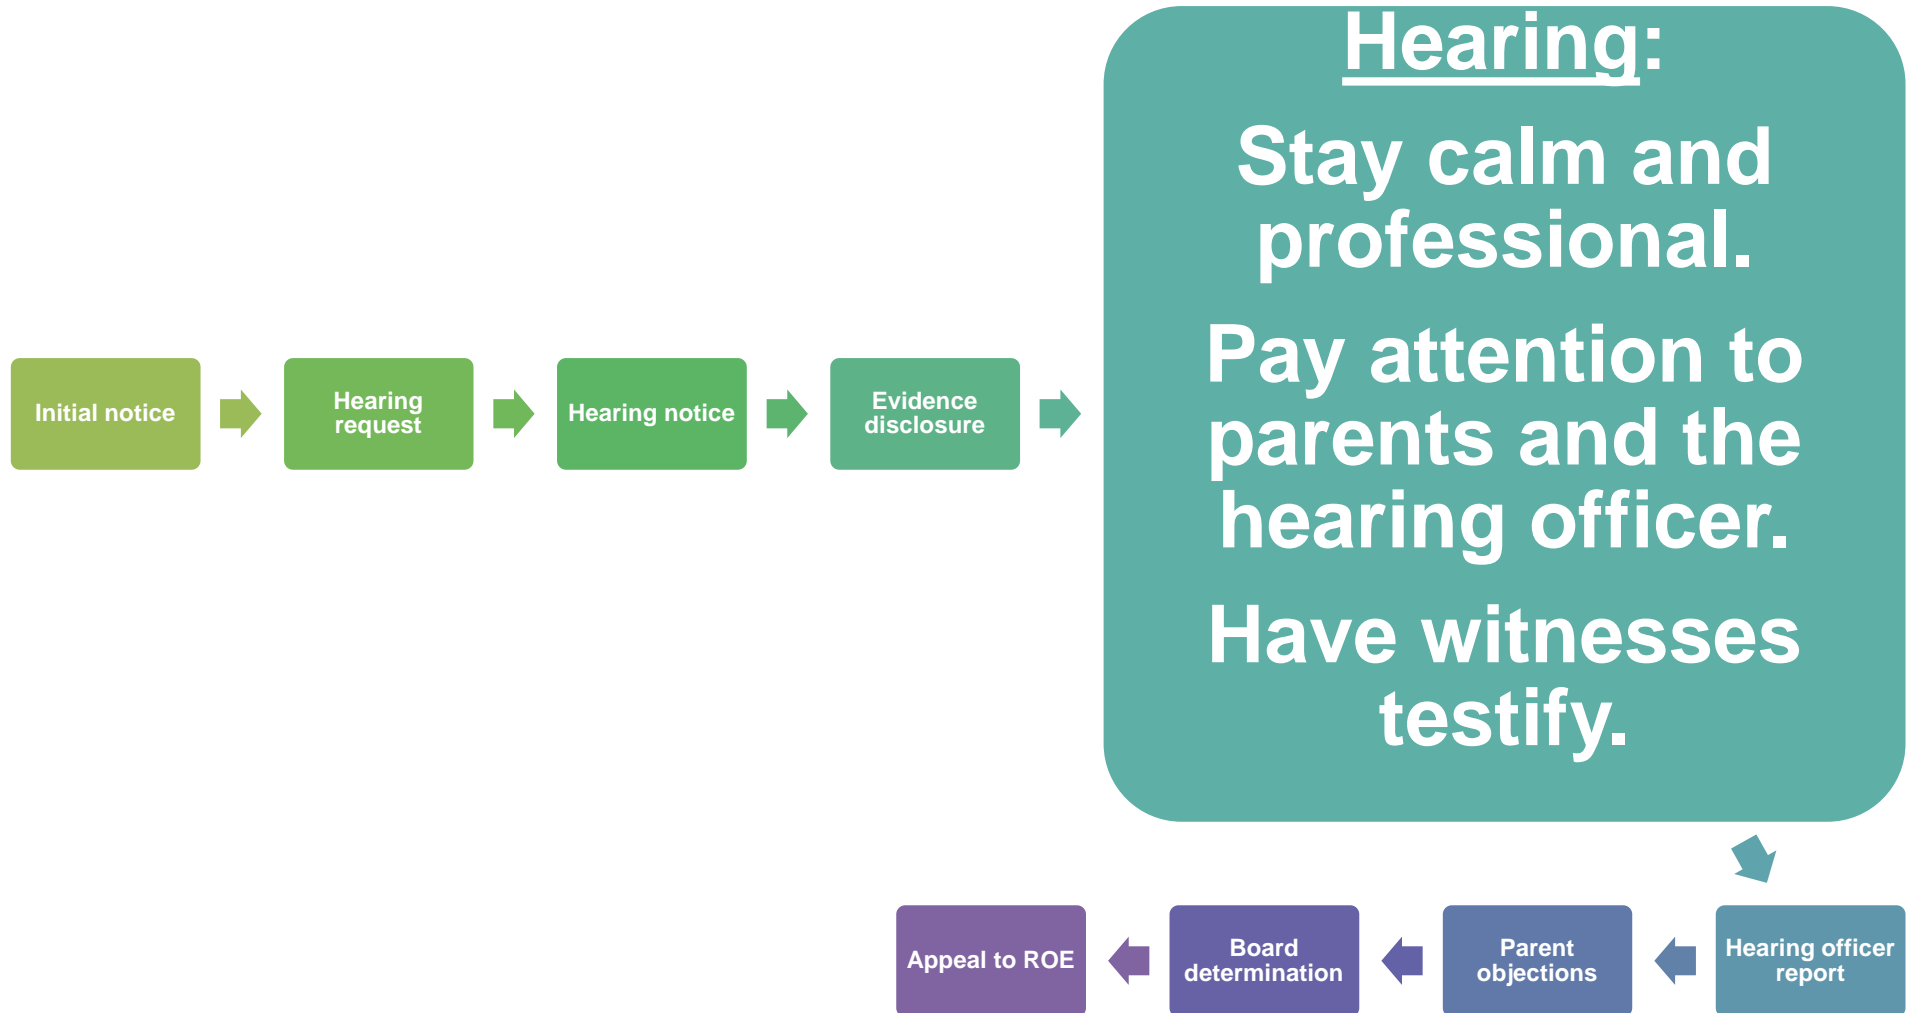 Initial notice
Hearing
request
Hearing notice
Evidence
disclosure
Hearing:
Stay calm and
professional.
Pay attention to
parents and the
hearing officer.
Have witnesses
testify.
Hearing officer
report
Parent
objections
Board
determination
Appeal to ROE